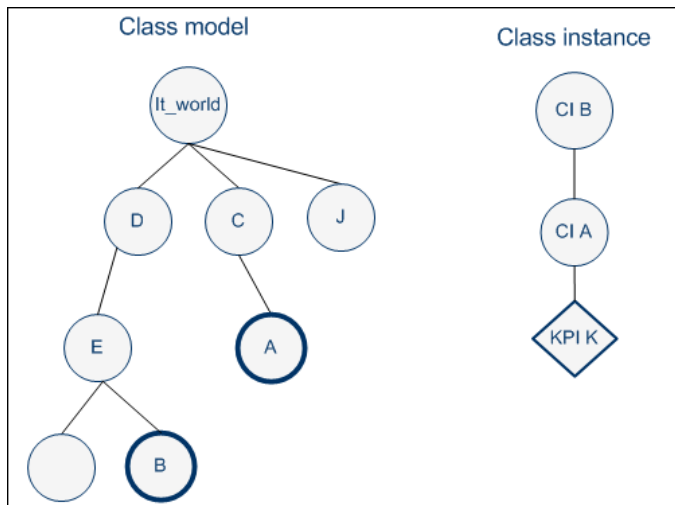 Class model
Class instance
It_world
CI B
D
C
J
CI A
E
A
KPI K
B